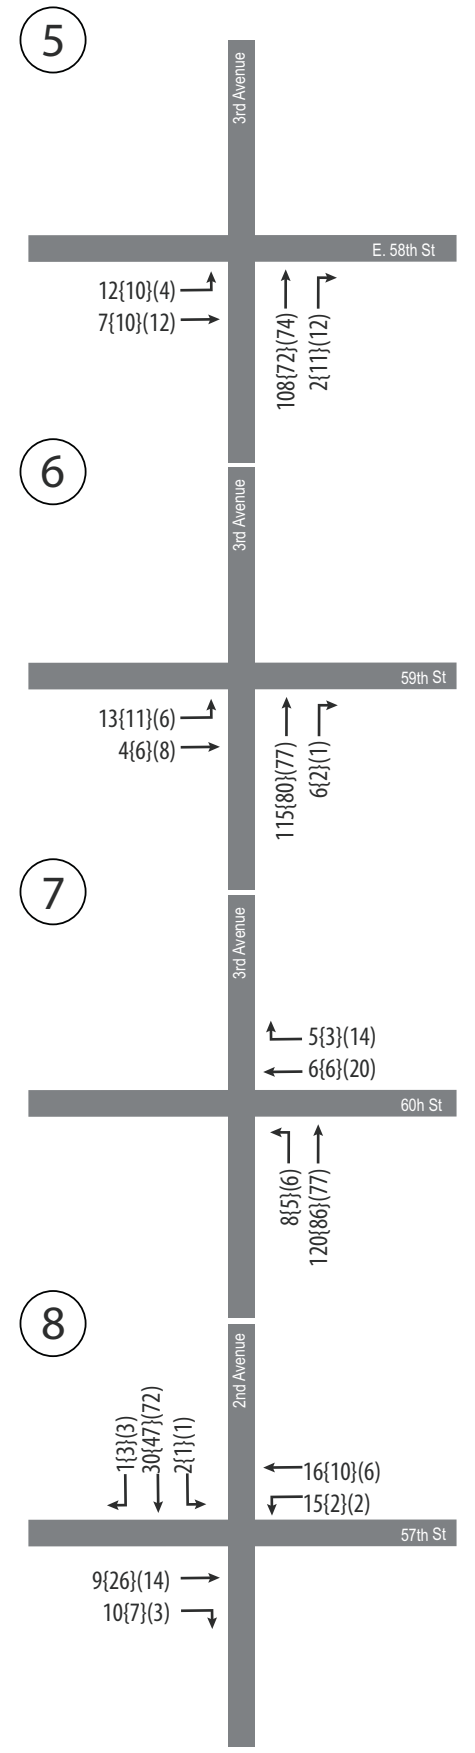 5
3rd Avenue
E. 58th St
12{10}(4)
7{10}(12)
108{72}(74)
2{11}(12)
6
3rd Avenue
59th St
13{11}(6)
4{6}(8)
115{80}(77)
6{2}(1)
7
3rd Avenue
5{3}(14)
6{6}(20)
60h St
8{5}(6)
120{86}(77)
8
2nd Avenue
1{3}(3)
30{47}(72)
2{1}(1)
16{10}(6)
15{2}(2)
57th St
9{26}(14)
10{7}(3)